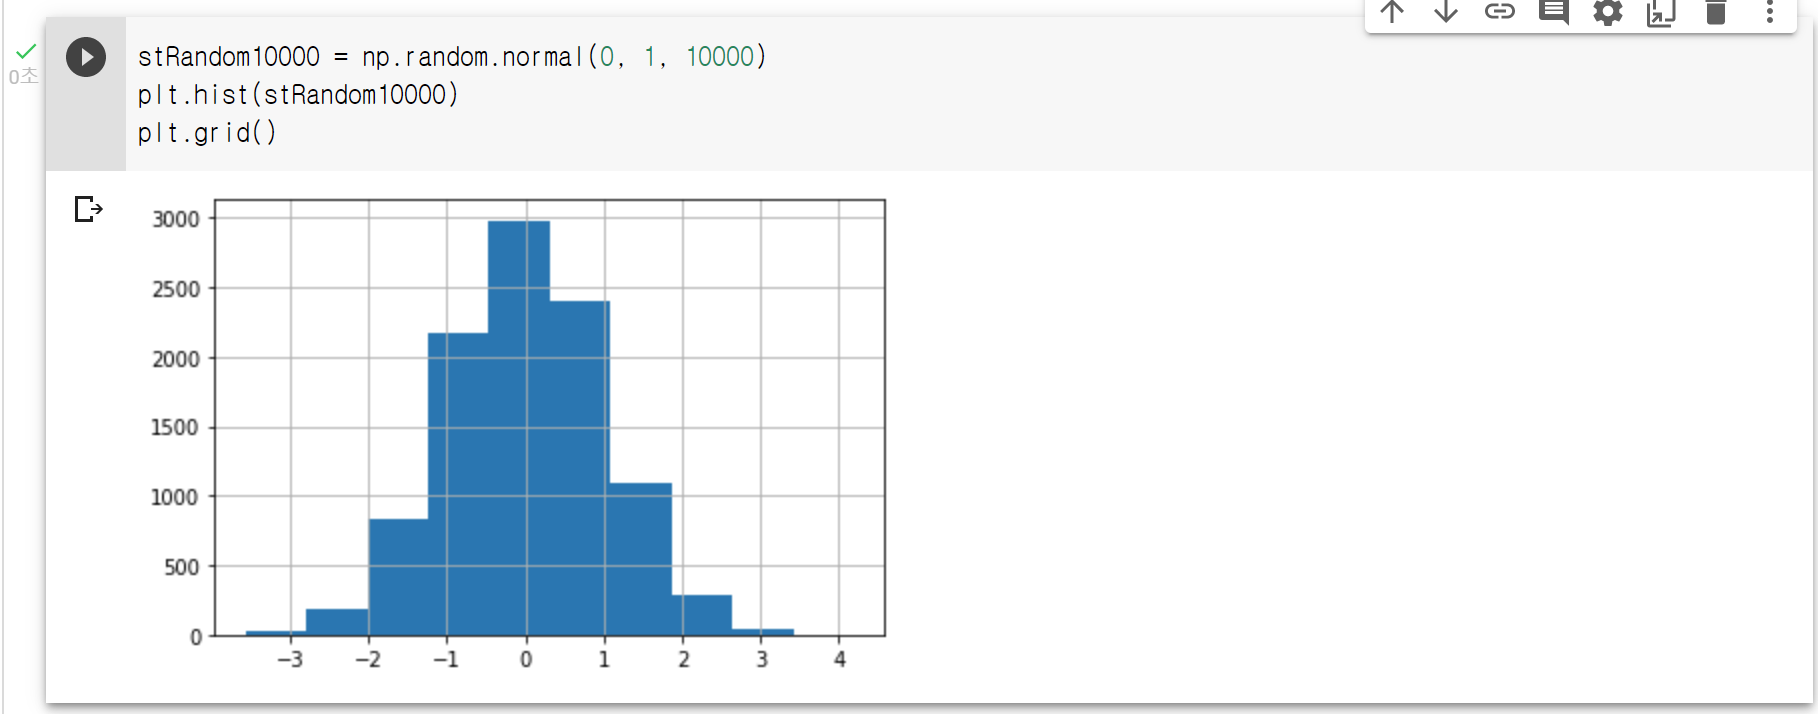 0초
stRandom10000 = np.random.normal(0, 1, 10000)
plt.hist(stRandom10000)
plt.grid()
3000
2500
2000
1500
1000
500
0
−3 −2 −1 0 1 2 3 4